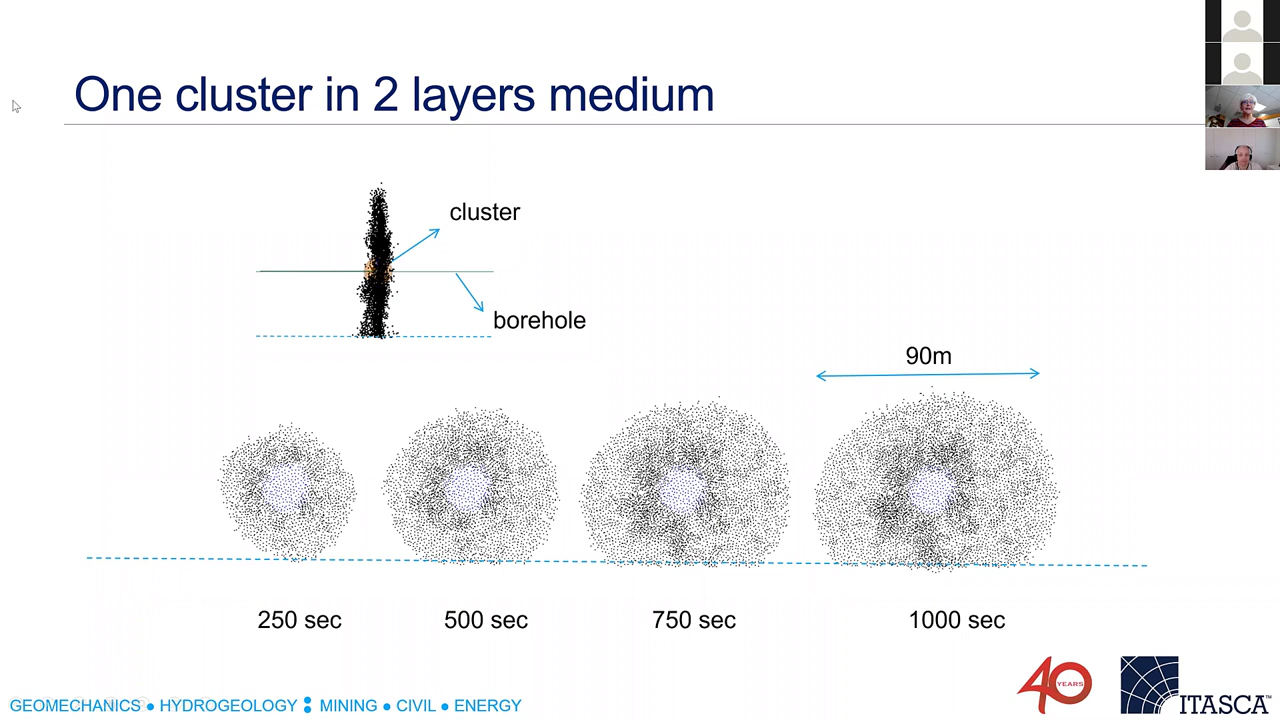 One cluster in 2 layers medium
cluster
borehole
90m
250 sec
500 sec
750 sec
1000 sec
GEOMECHANICS ● HYDROGEOLOGY ● MINING ● CIVIL ● ENERGY
40 YEARS
ITASCA™